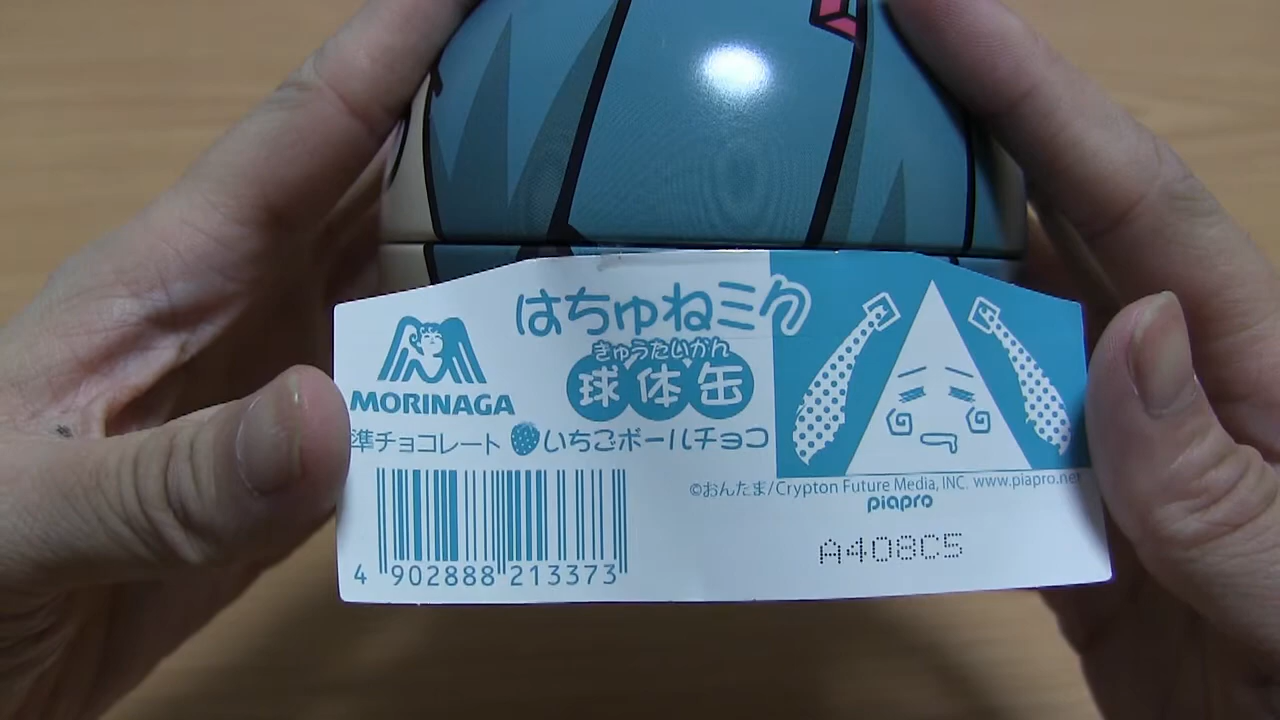 はちゅねミク
きゅうたいかん
球体缶
MORINAGA
準チョコレート いちごボールチョコ
©おんたま/Crypton Future Media, INC. www.piapro.net
piapro
A408C5
4 902888 213373